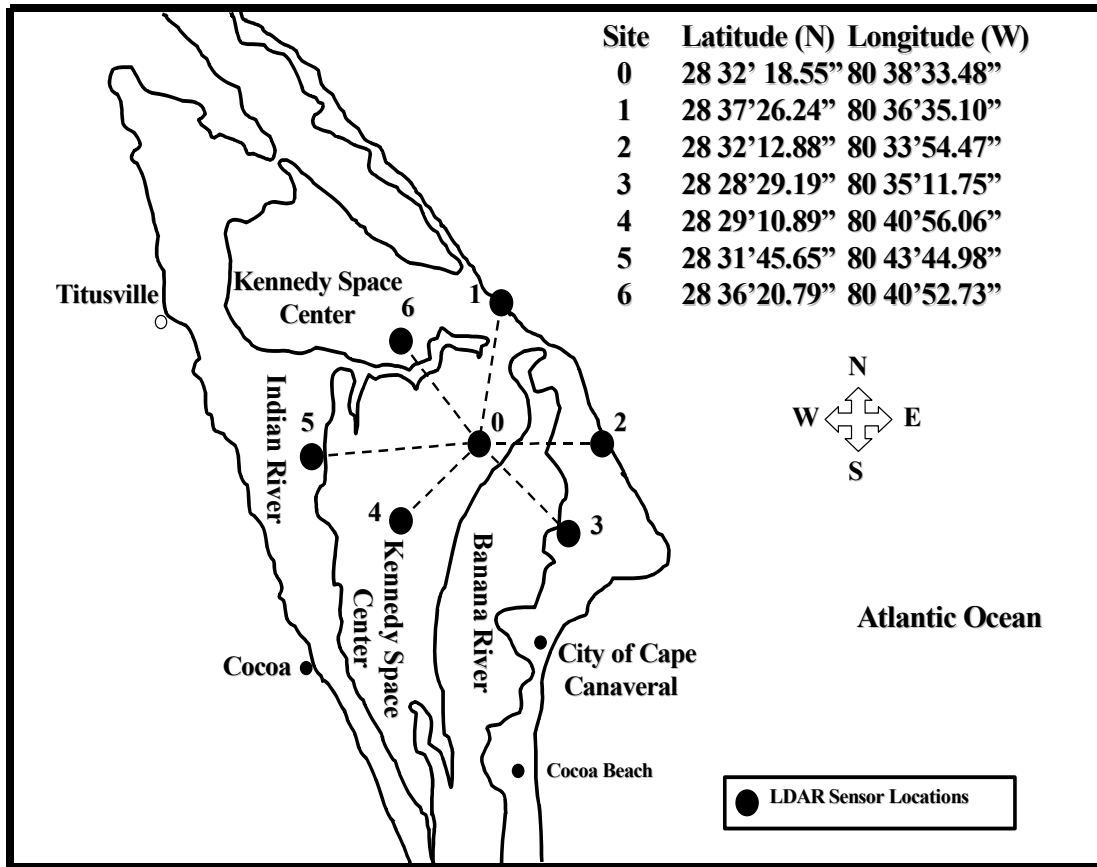 Site Latitude (N) Longitude (W)
0 28 32’ 18.55” 80 38’33.48”
1 28 37’26.24” 80 36’35.10”
2 28 32’12.88” 80 33’54.47”
3 28 28’29.19” 80 35’11.75”
4 28 29’10.89” 80 40’56.06”
5 28 31’45.65” 80 43’44.98”
6 28 36’20.79” 80 40’52.73”
Kennedy Space
Center
Titusville
1
6
N
W E
S
5
0
2
Indian River
4
3
Kennedy Space
Center
Banana River
Atlantic Ocean
City of Cape
Canaveral
Cocoa
Cocoa Beach
LDAR Sensor Locations